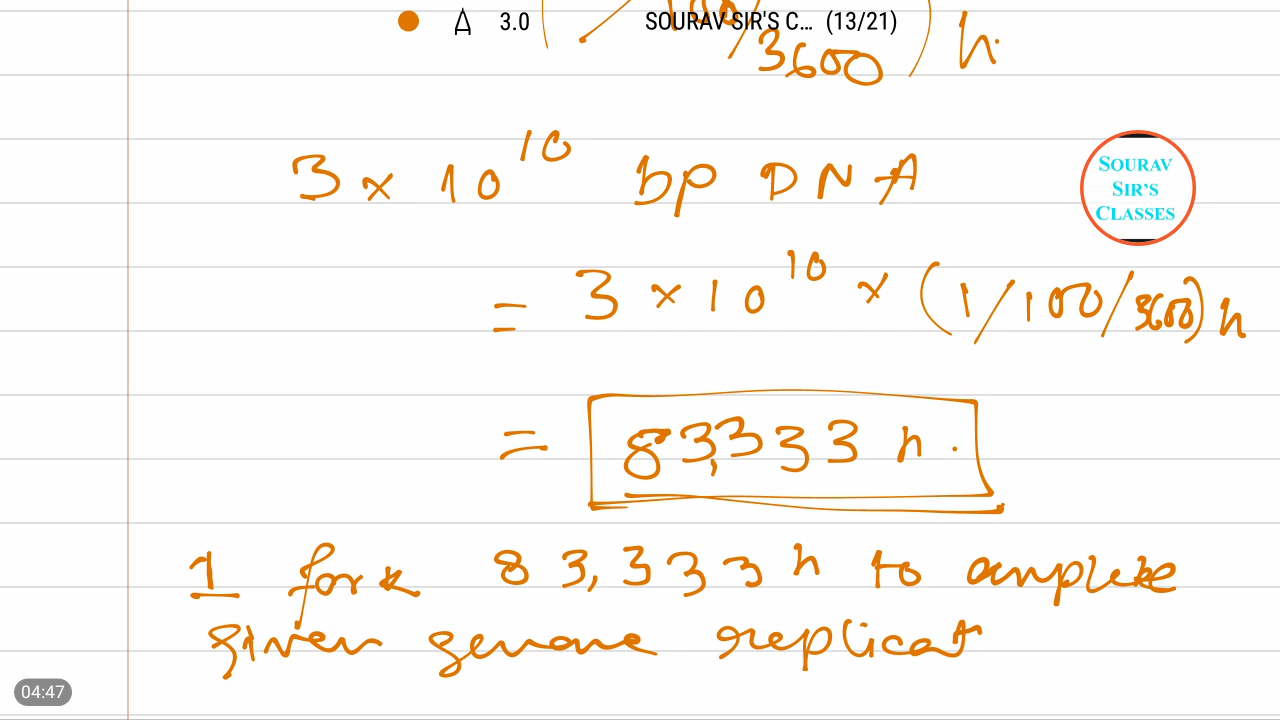 3.0 SOURAV SIR'S C... (13/21)
3600 ) h
3 × 10^10 bp DNA
SOURAV
SIR'S
CLASSES
= 3 × 10^10 × (1/100/3600) h
= 83,333 h.
1 fork 83,333 h to complete
given genome replicat
04:47